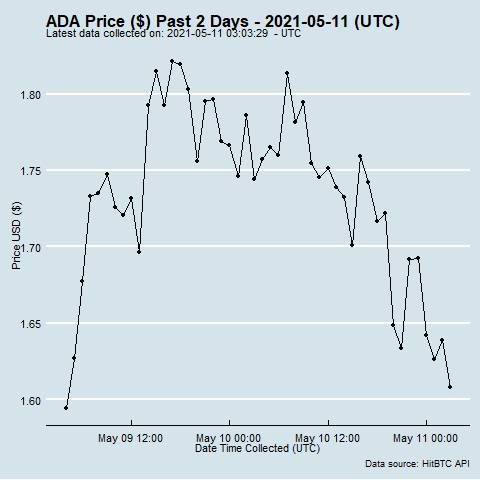 ADA Price ($) Past 2 Days - 2021-05-11 (UTC)
Latest data collected on: 2021-05-11 03:03:29 - UTC
1.80
1.75
1.70
1.65
1.60
Price USD ($)
May 09 12:00
May 10 00:00
May 10 12:00
May 11 00:00
Date Time Collected (UTC)
Data source: HitBTC API